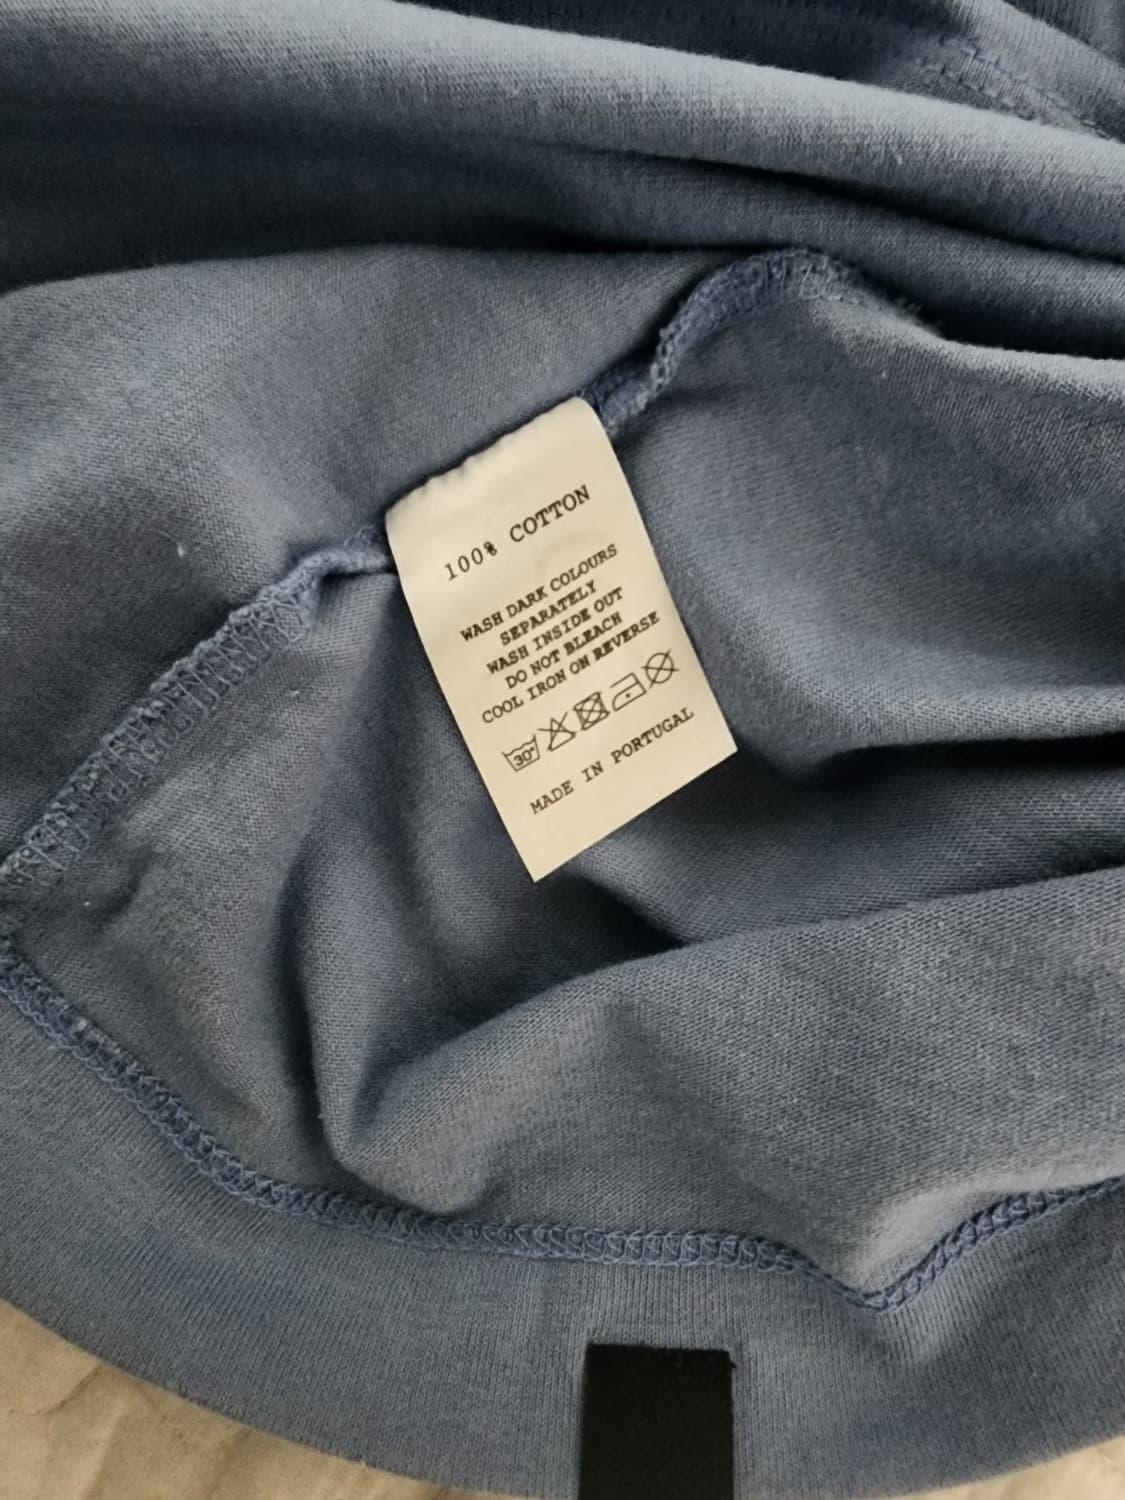 100% COTTON
WASH DARK COLOURS
SEPARATELY
WASH INSIDE OUT
DO NOT BLEACH
COOL IRON ON REVERSE
30°
MADE IN PORTUGAL